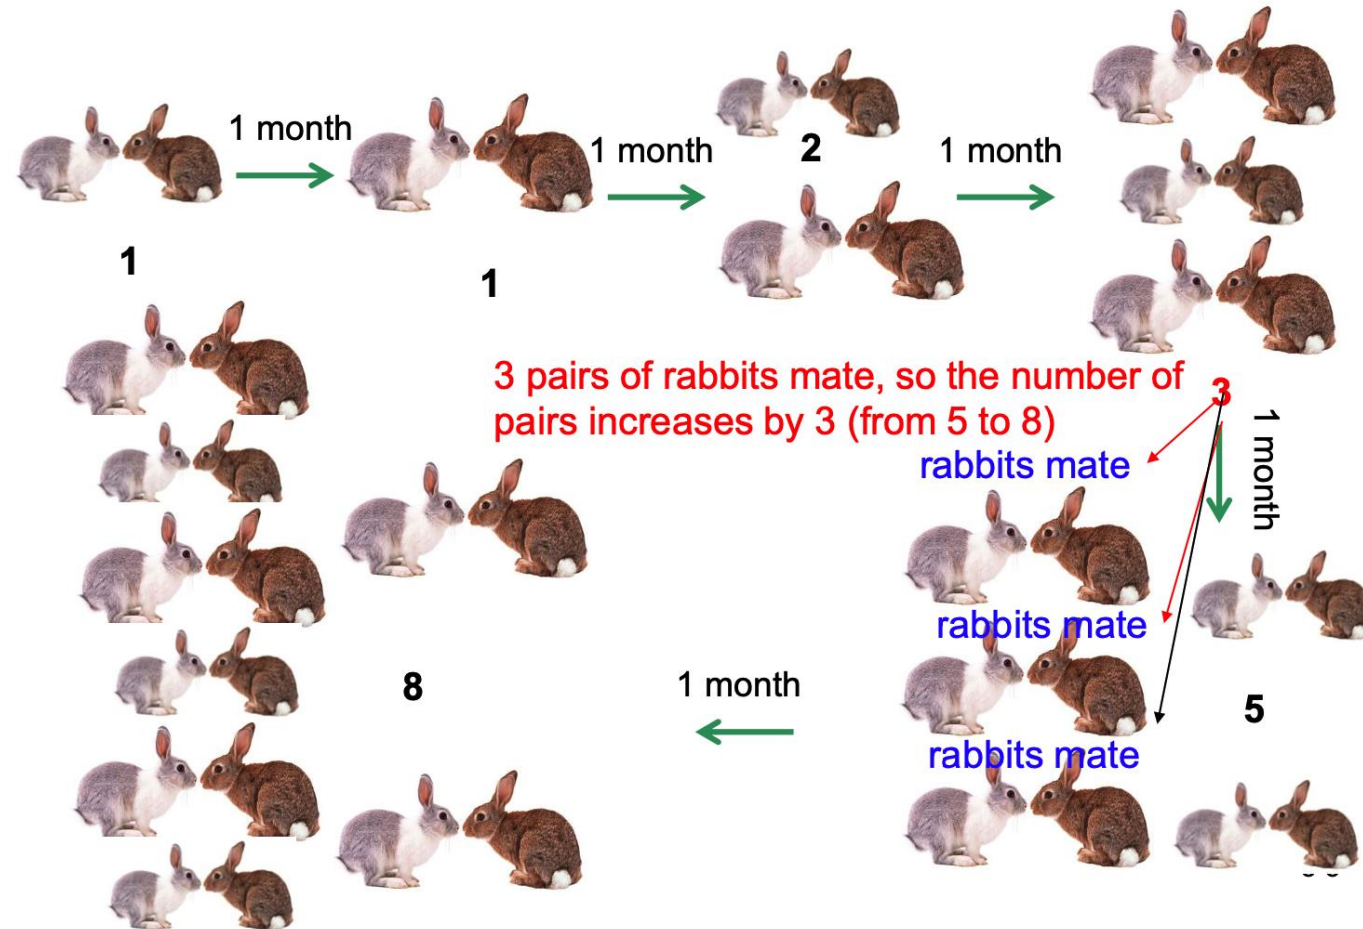 1 month
1
1 month
1
2
1 month
3
1 month
3 pairs of rabbits mate, so the number of
pairs increases by 3 (from 5 to 8)
rabbits mate
rabbits mate
rabbits mate
5
1 month
8